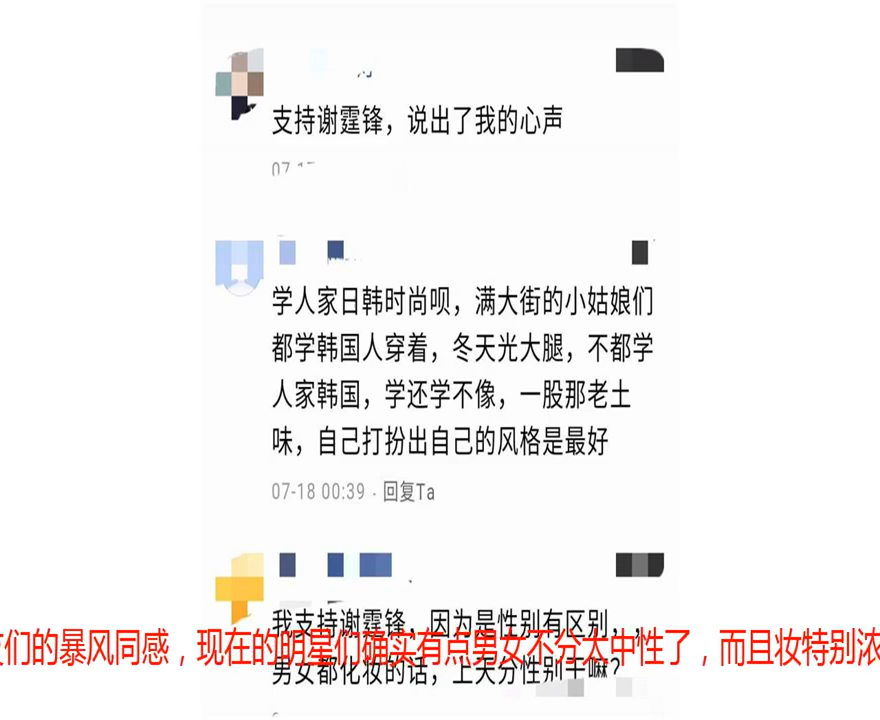 支持谢霆锋，说出了我的心声
学人家日韩时尚呗，满大街的小姑娘们
都学韩国人穿着，冬天光大腿，不都学
人家韩国，学还学不像，一股那老土
味，自己打扮出自己的风格是最好
07-18 00:39 · 回复Ta
我支持谢霆锋，因为是性别有区别，，
友们的暴风同感，现在的明星们确实有点男女不分太中性了，而且妆特别浓
男女都化妆的话，上天分性别干嘛？